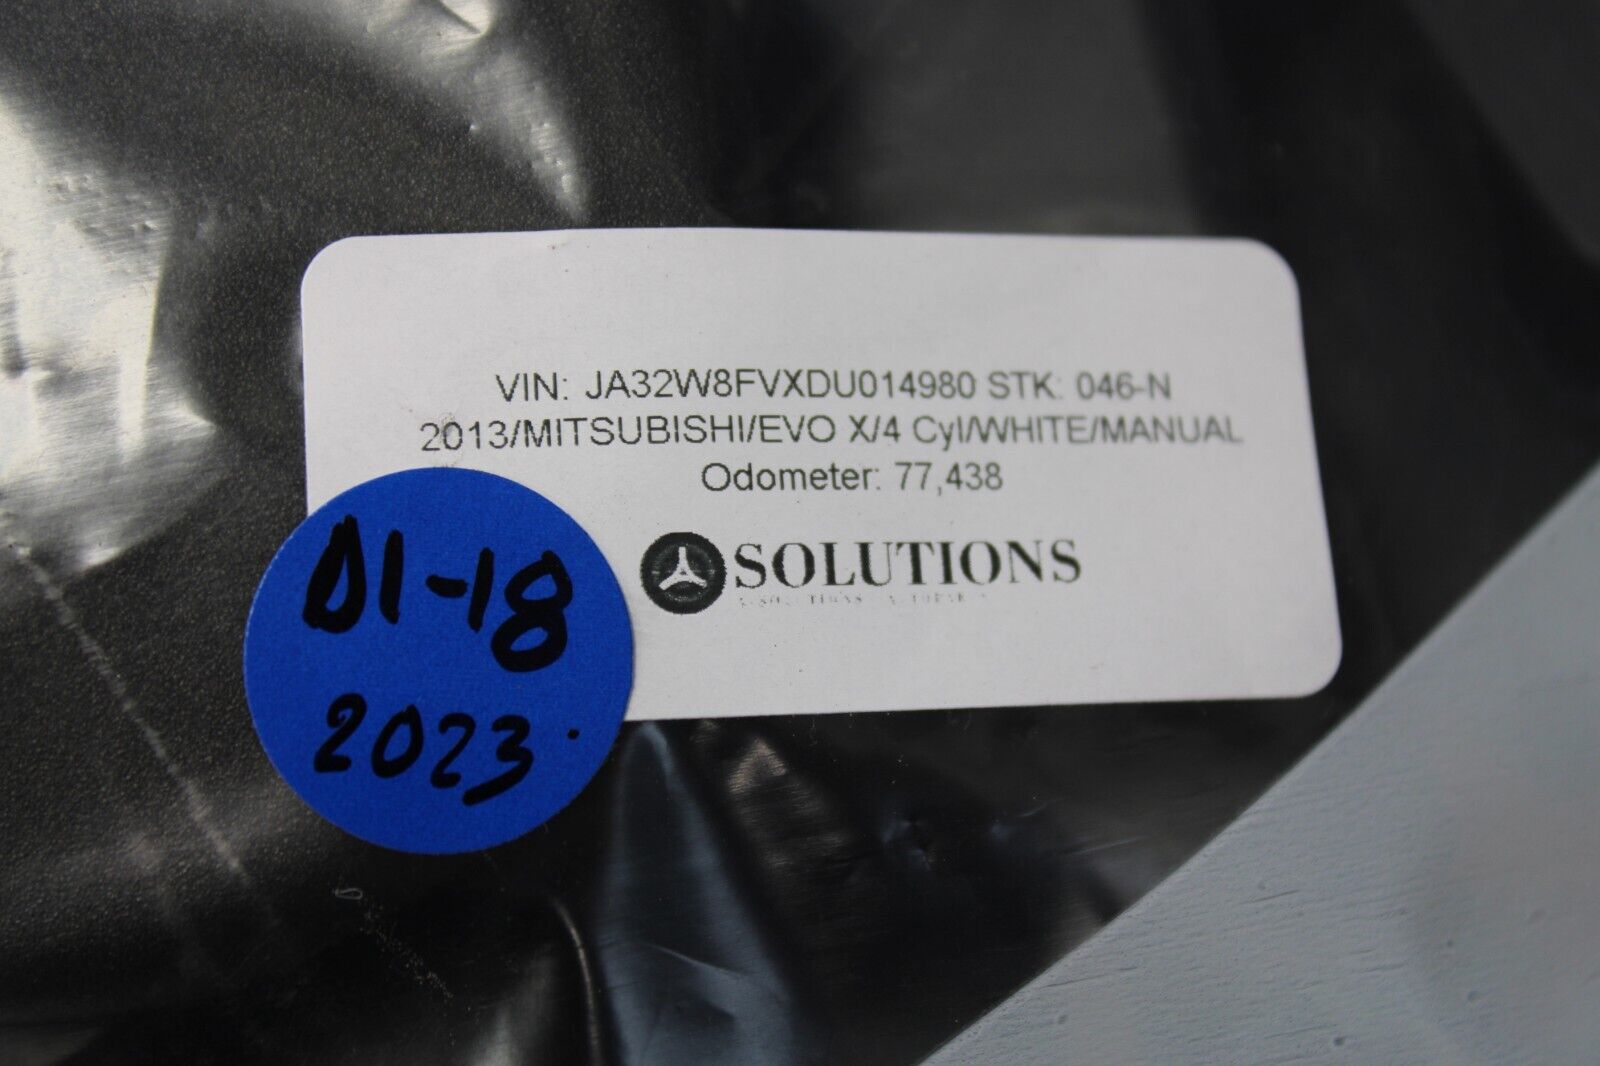 VIN: JA32W8FVXDU014980 STK: 046-N
2013/MITSUBISHI/EVO X/4 Cyl/WHITE/MANUAL
Odometer: 77,438
SOLUTIONS
01-18
2023.